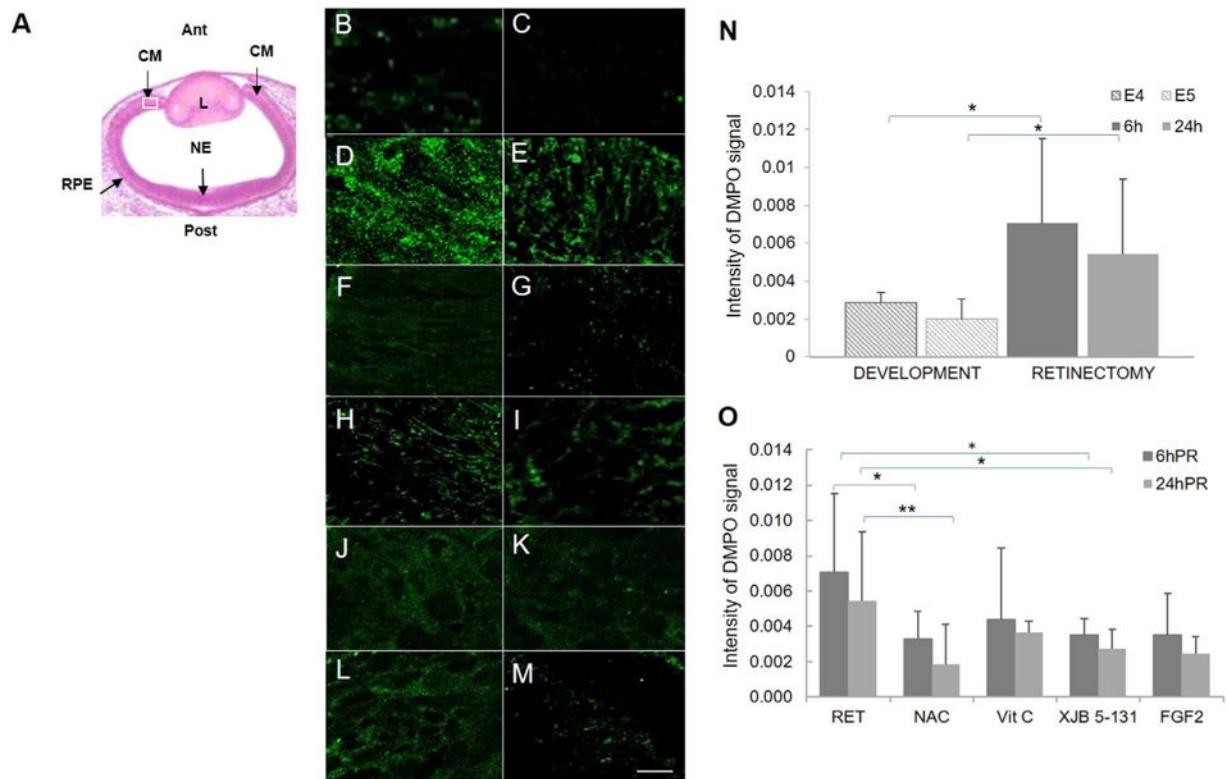 A
Ant
CM
CM
L
NE
RPE
Post
B
C
D
E
F
G
H
I
J
K
L
M
N
0.014
0.012
0.01
0.008
0.006
0.004
0.002
0
Intensity of DMPO signal
E4
E5
6h
24h
*
*
DEVELOPMENT
RETINECTOMY
O
0.014
0.012
0.010
0.008
0.006
0.004
0.002
0.000
Intensity of DMPO signal
6hPR
24hPR
*
*
*
**
RET
NAC
Vit C
XJB 5-131
FGF2